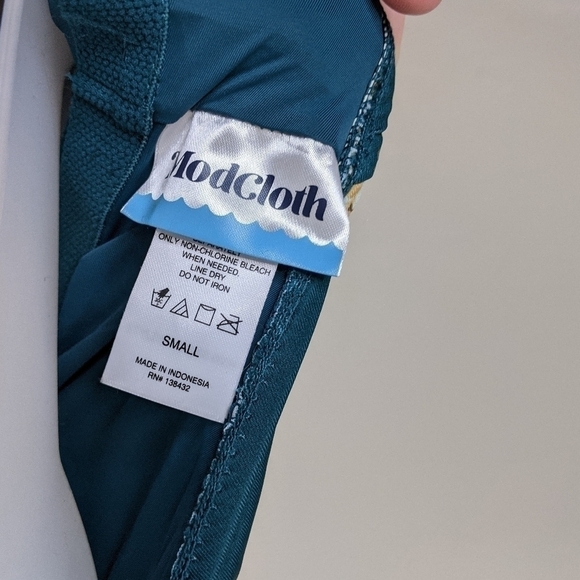 ModCloth
ONLY NON-CHLORINE BLEACH
WHEN NEEDED.
LINE DRY
DO NOT IRON
SMALL
MADE IN INDONESIA
RN# 138432